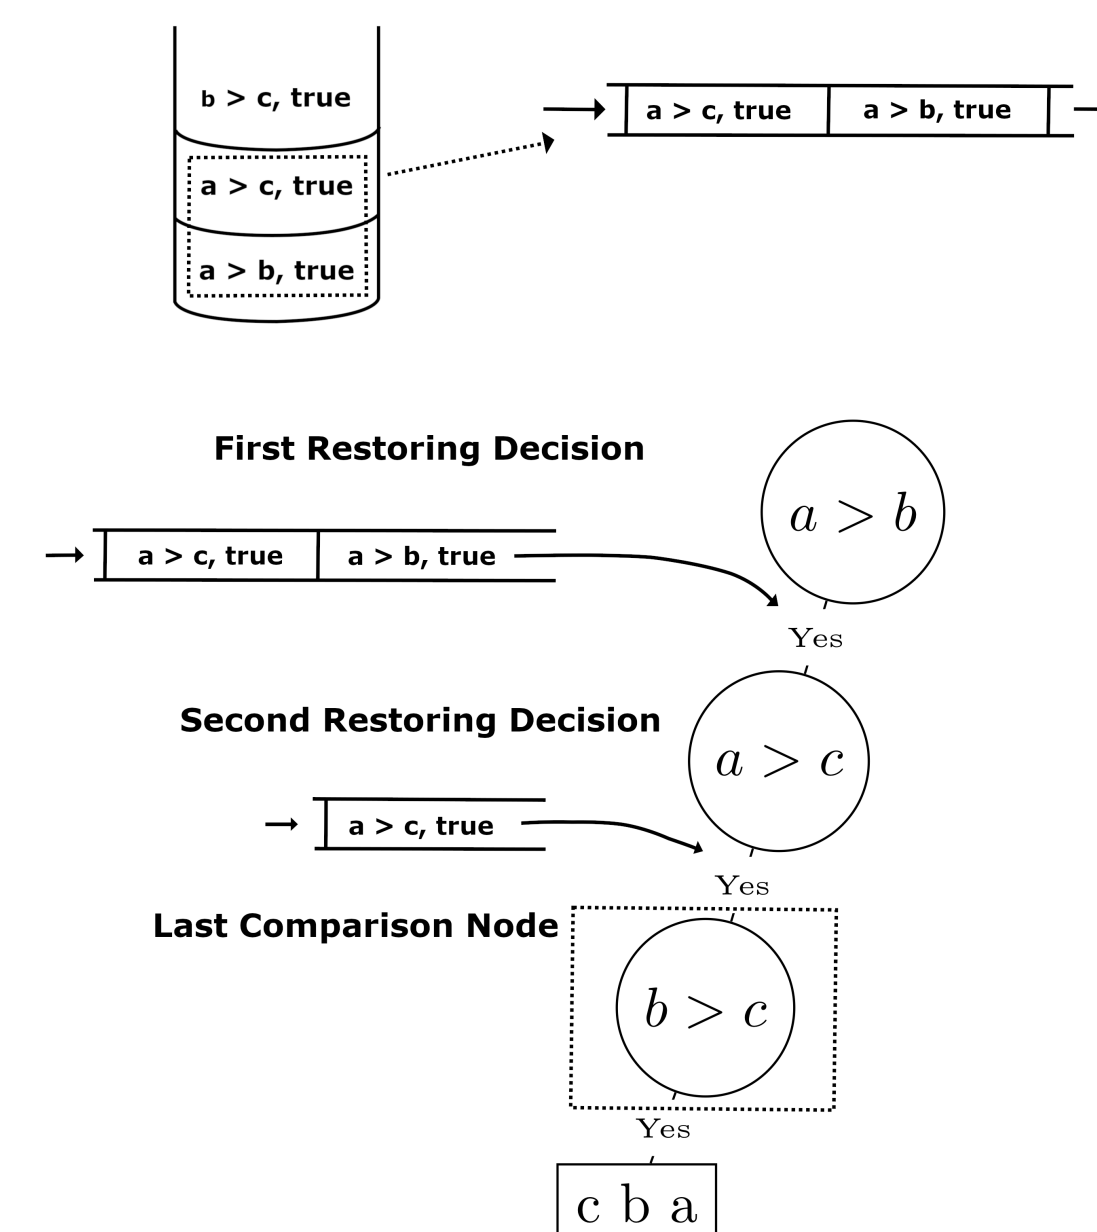 b > c, true
a > c, true
a > b, true
a > c, true a > b, true
First Restoring Decision
a > b
a > c, true a > b, true
Yes
Second Restoring Decision
a > c
a > c, true
Yes
Last Comparison Node
b > c
Yes
c b a